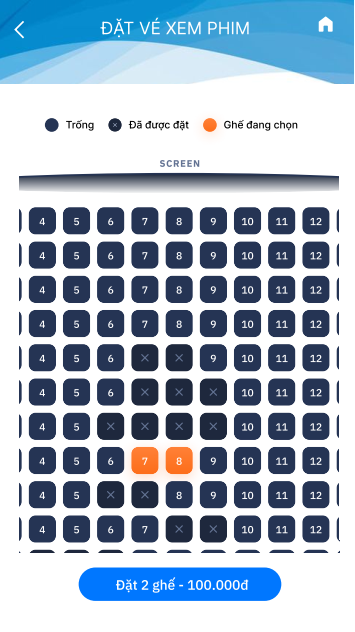 ĐẶT VÉ XEM PHIM
Trống Đã được đặt Ghế đang chọn
SCREEN
4 5 6 7 8 9 10 11 12
4 5 6 7 8 9 10 11 12
4 5 6 7 8 9 10 11 12
4 5 6 7 8 9 10 11 12
4 5 6 9 10 11 12
4 5 6 10 11 12
4 5 10 11 12
4 5 6 7 8 9 10 11 12
4 5 8 9 10 11 12
4 5 6 7 10 11 12
Đặt 2 ghế - 100.000đ